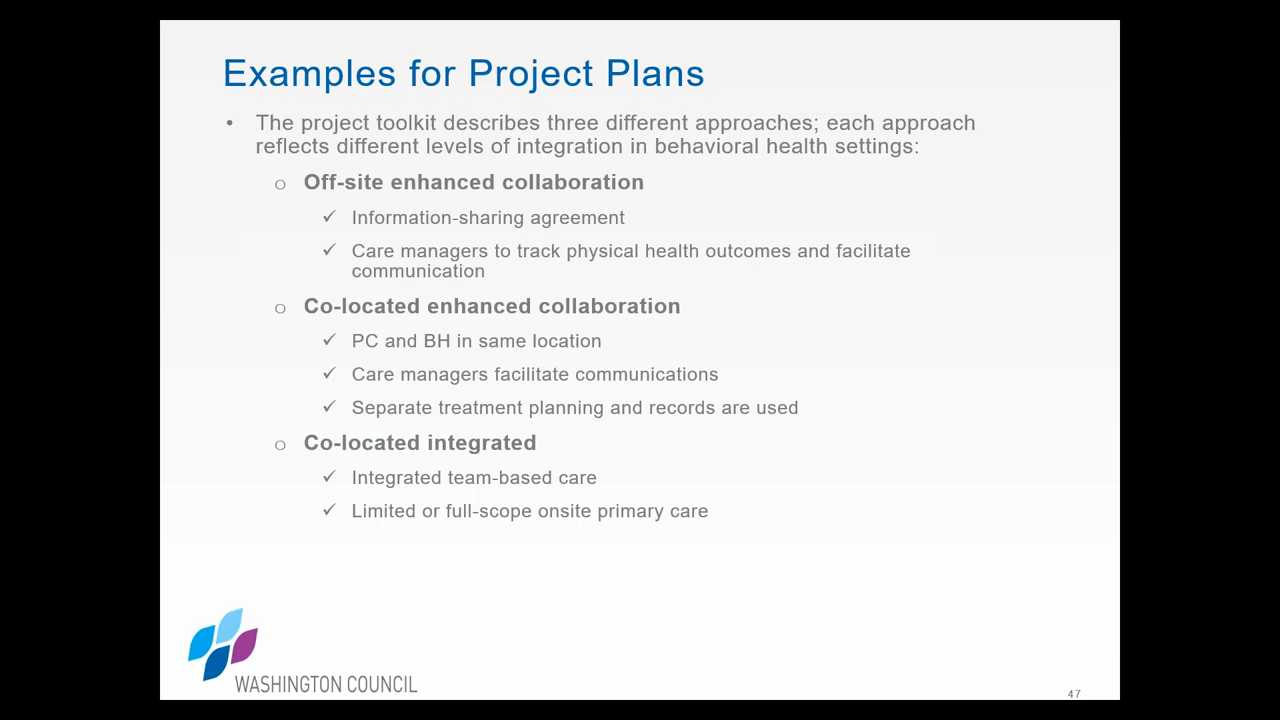 Examples for Project Plans
• The project toolkit describes three different approaches; each approach
reflects different levels of integration in behavioral health settings:
o Off-site enhanced collaboration
✓ Information-sharing agreement
✓ Care managers to track physical health outcomes and facilitate
communication
o Co-located enhanced collaboration
✓ PC and BH in same location
✓ Care managers facilitate communications
✓ Separate treatment planning and records are used
o Co-located integrated
✓ Integrated team-based care
✓ Limited or full-scope onsite primary care
WASHINGTON COUNCIL
47